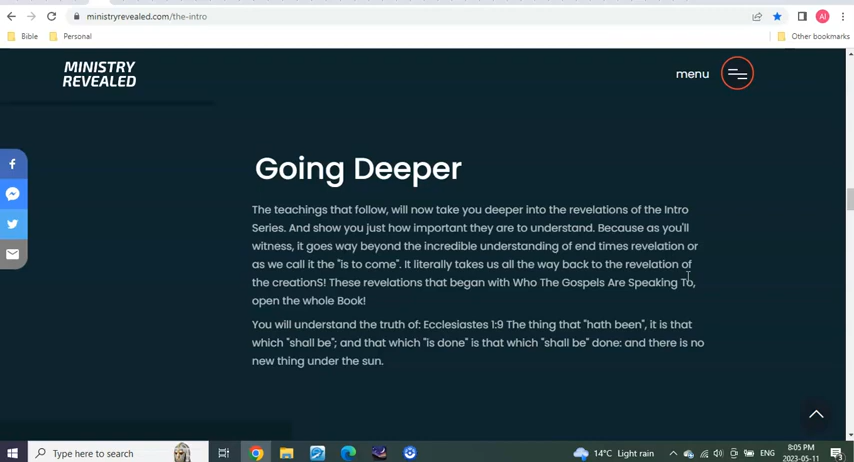 ministryrevealed.com/the-intro
AI
Bible
Personal
Other bookmarks
MINISTRY
REVEALED
menu
Going Deeper
The teachings that follow, will now take you deeper into the revelations of the Intro
Series. And show you just how important they are to understand. Because as you'll
witness, it goes way beyond the incredible understanding of end times revelation or
as we call it the "is to come". It literally takes us all the way back to the revelation of
the creationS! These revelations that began with Who The Gospels Are Speaking To,
open the whole Book!
You will understand the truth of: Ecclesiastes 1:9 The thing that "hath been", it is that
which "shall be"; and that which "is done" is that which "shall be" done: and there is no
new thing under the sun.
Type here to search
14°C Light rain
ENG
8:05 PM
2023-05-11
3